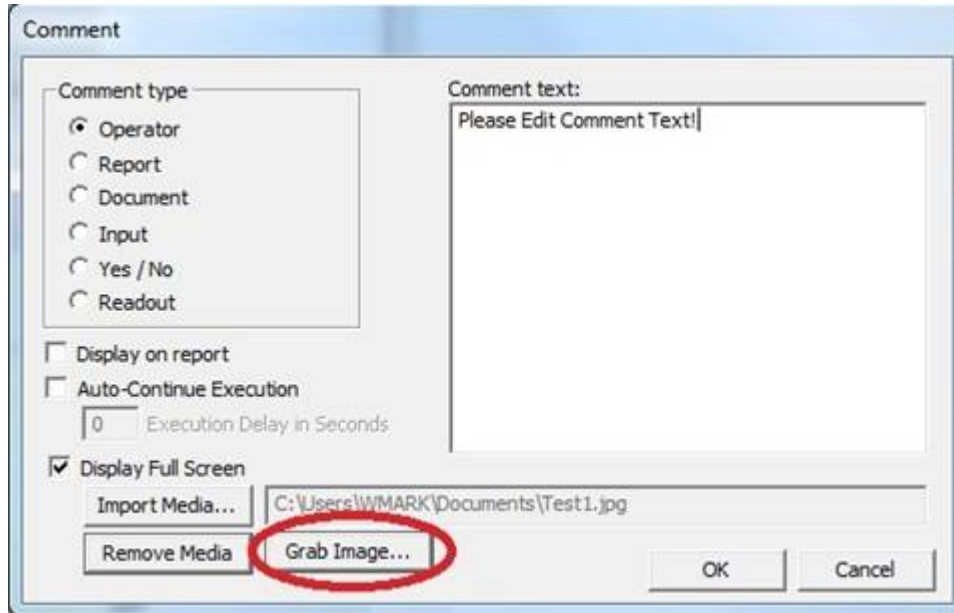 Comment
Comment type
Operator
Report
Document
Input
Yes / No
Readout
Comment text:
Please Edit Comment Text!
Display on report
Auto-Continue Execution
0 Execution Delay in Seconds
Display Full Screen
Import Media... C:\Users\WMARK\Documents\Test1.jpg
Remove Media Grab Image...
OK Cancel